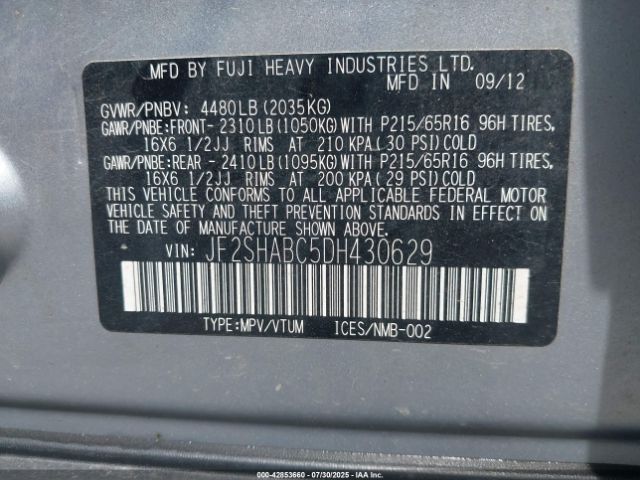 MFD BY FUJI HEAVY INDUSTRIES LTD.
MFD IN 09/12
GVWR/PNBV: 4480LB(2035KG)
GAWR/PNBE:FRONT- 2310LB(1050KG)WITH P215/65R16 96H TIRES,
16X6 1/2JJ RIMS AT 210 KPA(30 PSI)COLD
GAWR/PNBE:REAR - 2410LB(1095KG)WITH P215/65R16 96H TIRES,
16X6 1/2JJ RIMS AT 200 KPA(29 PSI)COLD
THIS VEHICLE CONFORMS TO ALL APPLICABLE FEDERAL MOTOR
VEHICLE SAFETY AND THEFT PREVENTION STANDARDS IN EFFECT ON
THE DATE OF MANUFACTURE SHOWN ABOVE.
VIN: JF2SHABC5DH430629
TYPE:MPV/VTUM ICES/NMB-002
000-42853660 - 07/30/2025 - IAA, Inc.